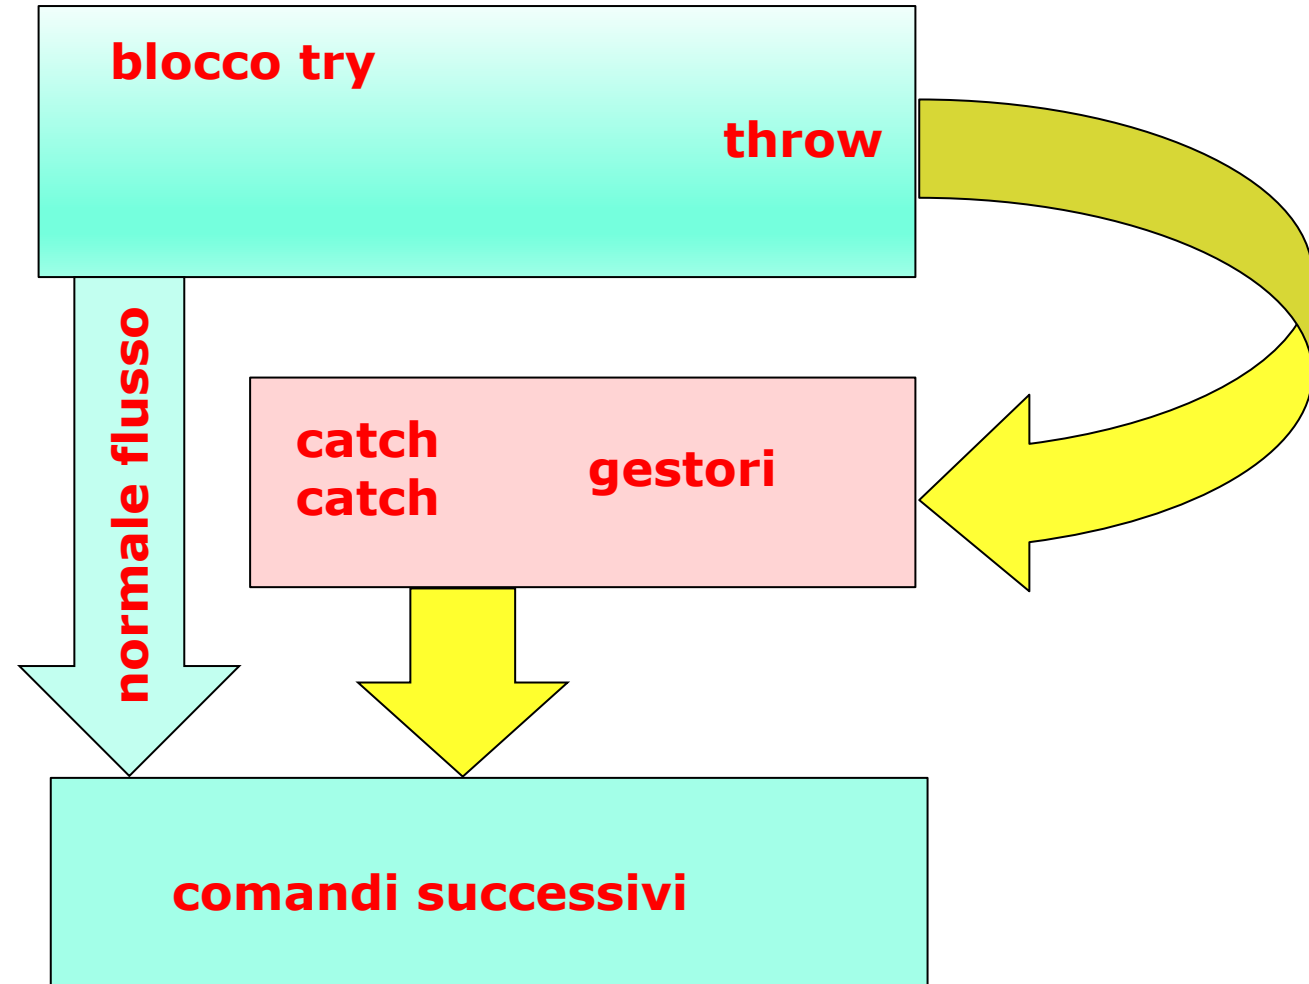 blocco try
throw
normale flusso
catch
catch
gestori
comandi successivi